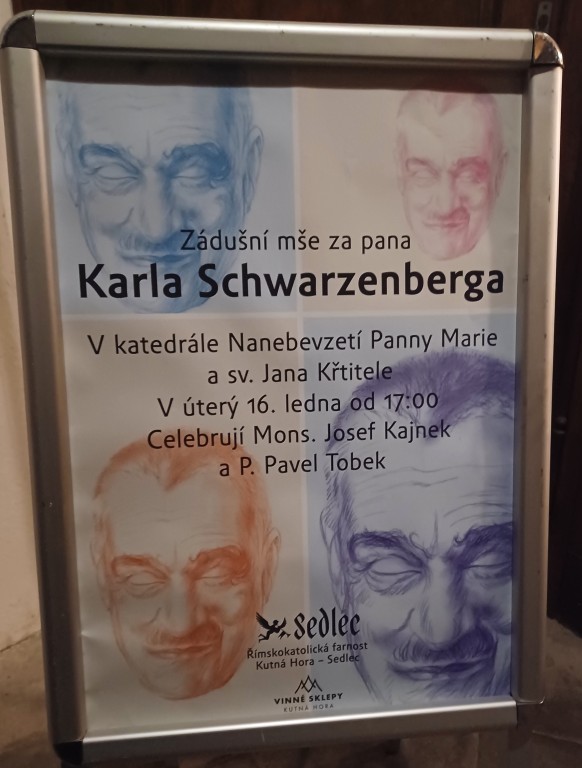 Zádušní mše za pana
Karla Schwarzenberga
V katedrále Nanebevzetí Panny Marie
a sv. Jana Křtitele
V úterý 16. ledna od 17:00
Celebrují Mons. Josef Kajnek
a P. Pavel Tobek
sedlec
Římskokatolická farnost
Kutná Hora – Sedlec
VINNÉ SKLEPY
KUTNÁ HORA